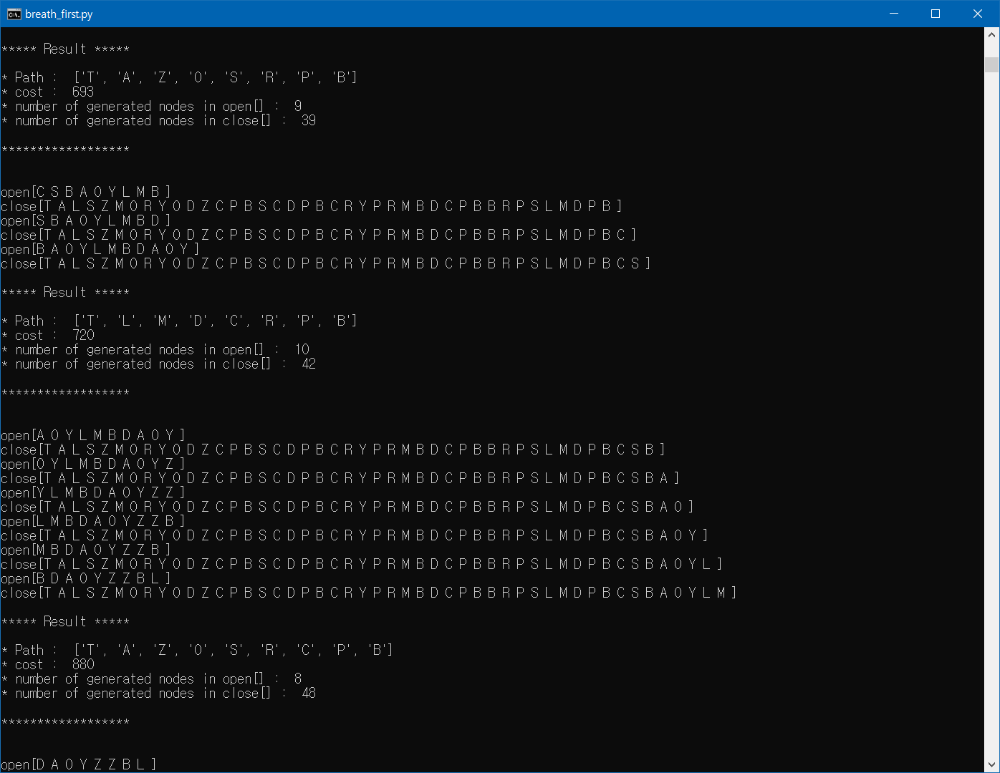 breath_first.py
***** Result *****
* Path :  ['T', 'A', 'Z', 'O', 'S', 'R', 'P', 'B']
* cost :  693
* number of generated nodes in open[] :  9
* number of generated nodes in close[] :  39
******************
open[C S B A O Y L M B ]
close[T A L S Z M O R Y O D Z C P B S C D P B C R Y P R M B D C P B B R P S L M D P B ]
open[S B A O Y L M B D ]
close[T A L S Z M O R Y O D Z C P B S C D P B C R Y P R M B D C P B B R P S L M D P B C ]
open[B A O Y L M B D A O Y ]
close[T A L S Z M O R Y O D Z C P B S C D P B C R Y P R M B D C P B B R P S L M D P B C S ]
***** Result *****
* Path :  ['T', 'L', 'M', 'D', 'C', 'R', 'P', 'B']
* cost :  720
* number of generated nodes in open[] :  10
* number of generated nodes in close[] :  42
******************
open[A O Y L M B D A O Y ]
close[T A L S Z M O R Y O D Z C P B S C D P B C R Y P R M B D C P B B R P S L M D P B C S B ]
open[O Y L M B D A O Y Z ]
close[T A L S Z M O R Y O D Z C P B S C D P B C R Y P R M B D C P B B R P S L M D P B C S B A ]
open[Y L M B D A O Y Z Z ]
close[T A L S Z M O R Y O D Z C P B S C D P B C R Y P R M B D C P B B R P S L M D P B C S B A O ]
open[L M B D A O Y Z Z B ]
close[T A L S Z M O R Y O D Z C P B S C D P B C R Y P R M B D C P B B R P S L M D P B C S B A O Y ]
open[M B D A O Y Z Z B ]
close[T A L S Z M O R Y O D Z C P B S C D P B C R Y P R M B D C P B B R P S L M D P B C S B A O Y L ]
open[B D A O Y Z Z B L ]
close[T A L S Z M O R Y O D Z C P B S C D P B C R Y P R M B D C P B B R P S L M D P B C S B A O Y L M ]
***** Result *****
* Path :  ['T', 'A', 'Z', 'O', 'S', 'R', 'C', 'P', 'B']
* cost :  880
* number of generated nodes in open[] :  8
* number of generated nodes in close[] :  48
******************
open[D A O Y Z Z B L ]